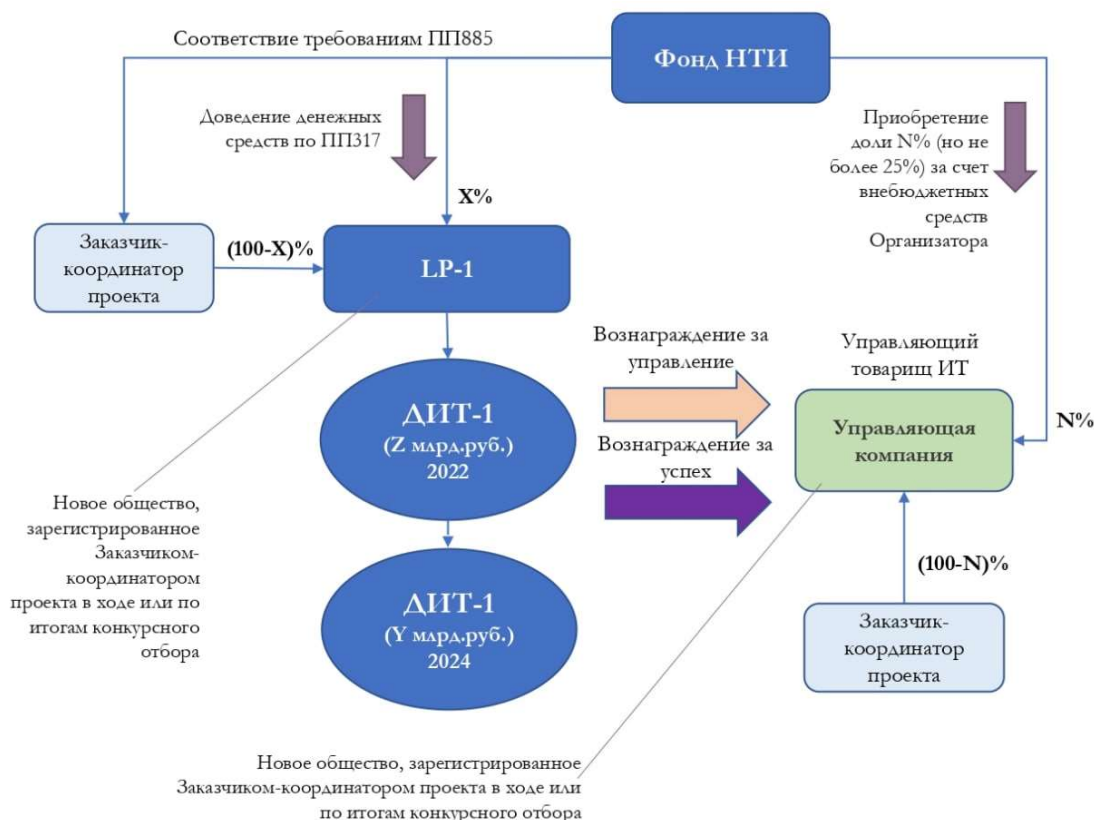 Соответствие требованиям ПП885
Фонд НТИ
Доведение денежных
средств по ПП317
Приобретение
доли N% (но не
более 25%) за счет
внебюджетных
средств
Организатора
X%
Заказчик-
координатор
проекта
(100-X)%
LP-1
Вознаграждение за
управление
Управляющий
товарищ ИТ
ДИТ-1
(Z млрд.руб.)
2022
Управляющая
компания
N%
Вознаграждение за
успех
Новое общество,
зарегистрированное
Заказчиком-
координатором
проекта в ходе или по
итогам конкурсного
отбора
ДИТ-1
(Y млрд.руб.)
2024
(100-N)%
Заказчик-
координатор
проекта
Новое общество, зарегистрированное
Заказчиком-координатором проекта в ходе или
по итогам конкурсного отбора